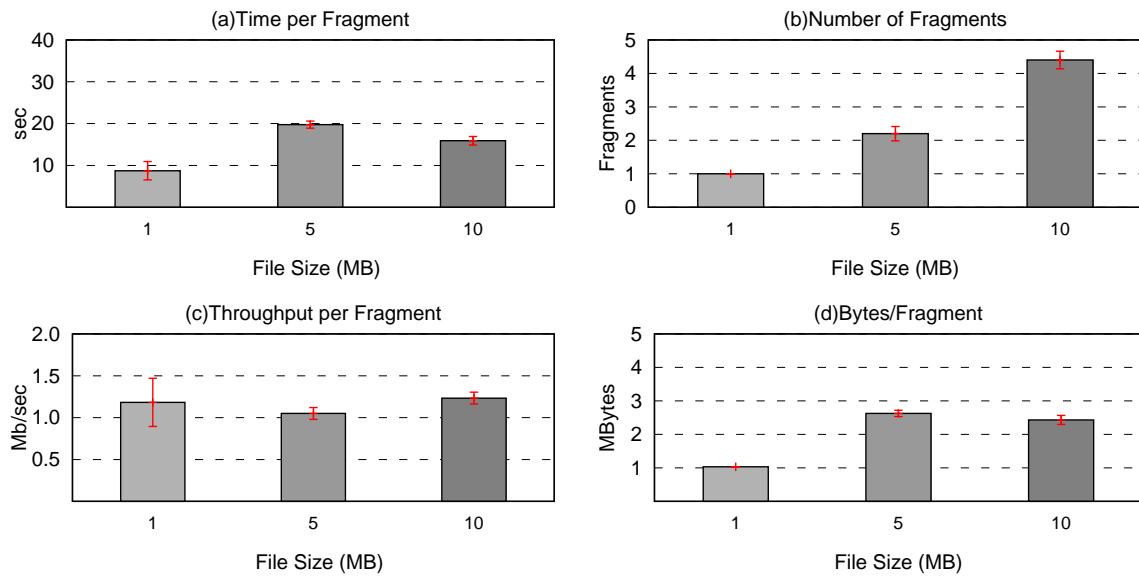 (a)Time per Fragment
40
30
20
10
sec
1 5 10
File Size (MB)
(b)Number of Fragments
5
4
3
2
1
0
Fragments
1 5 10
File Size (MB)
(c)Throughput per Fragment
2.0
1.5
1.0
0.5
Mb/sec
1 5 10
File Size (MB)
(d)Bytes/Fragment
5
4
3
2
1
MBytes
1 5 10
File Size (MB)